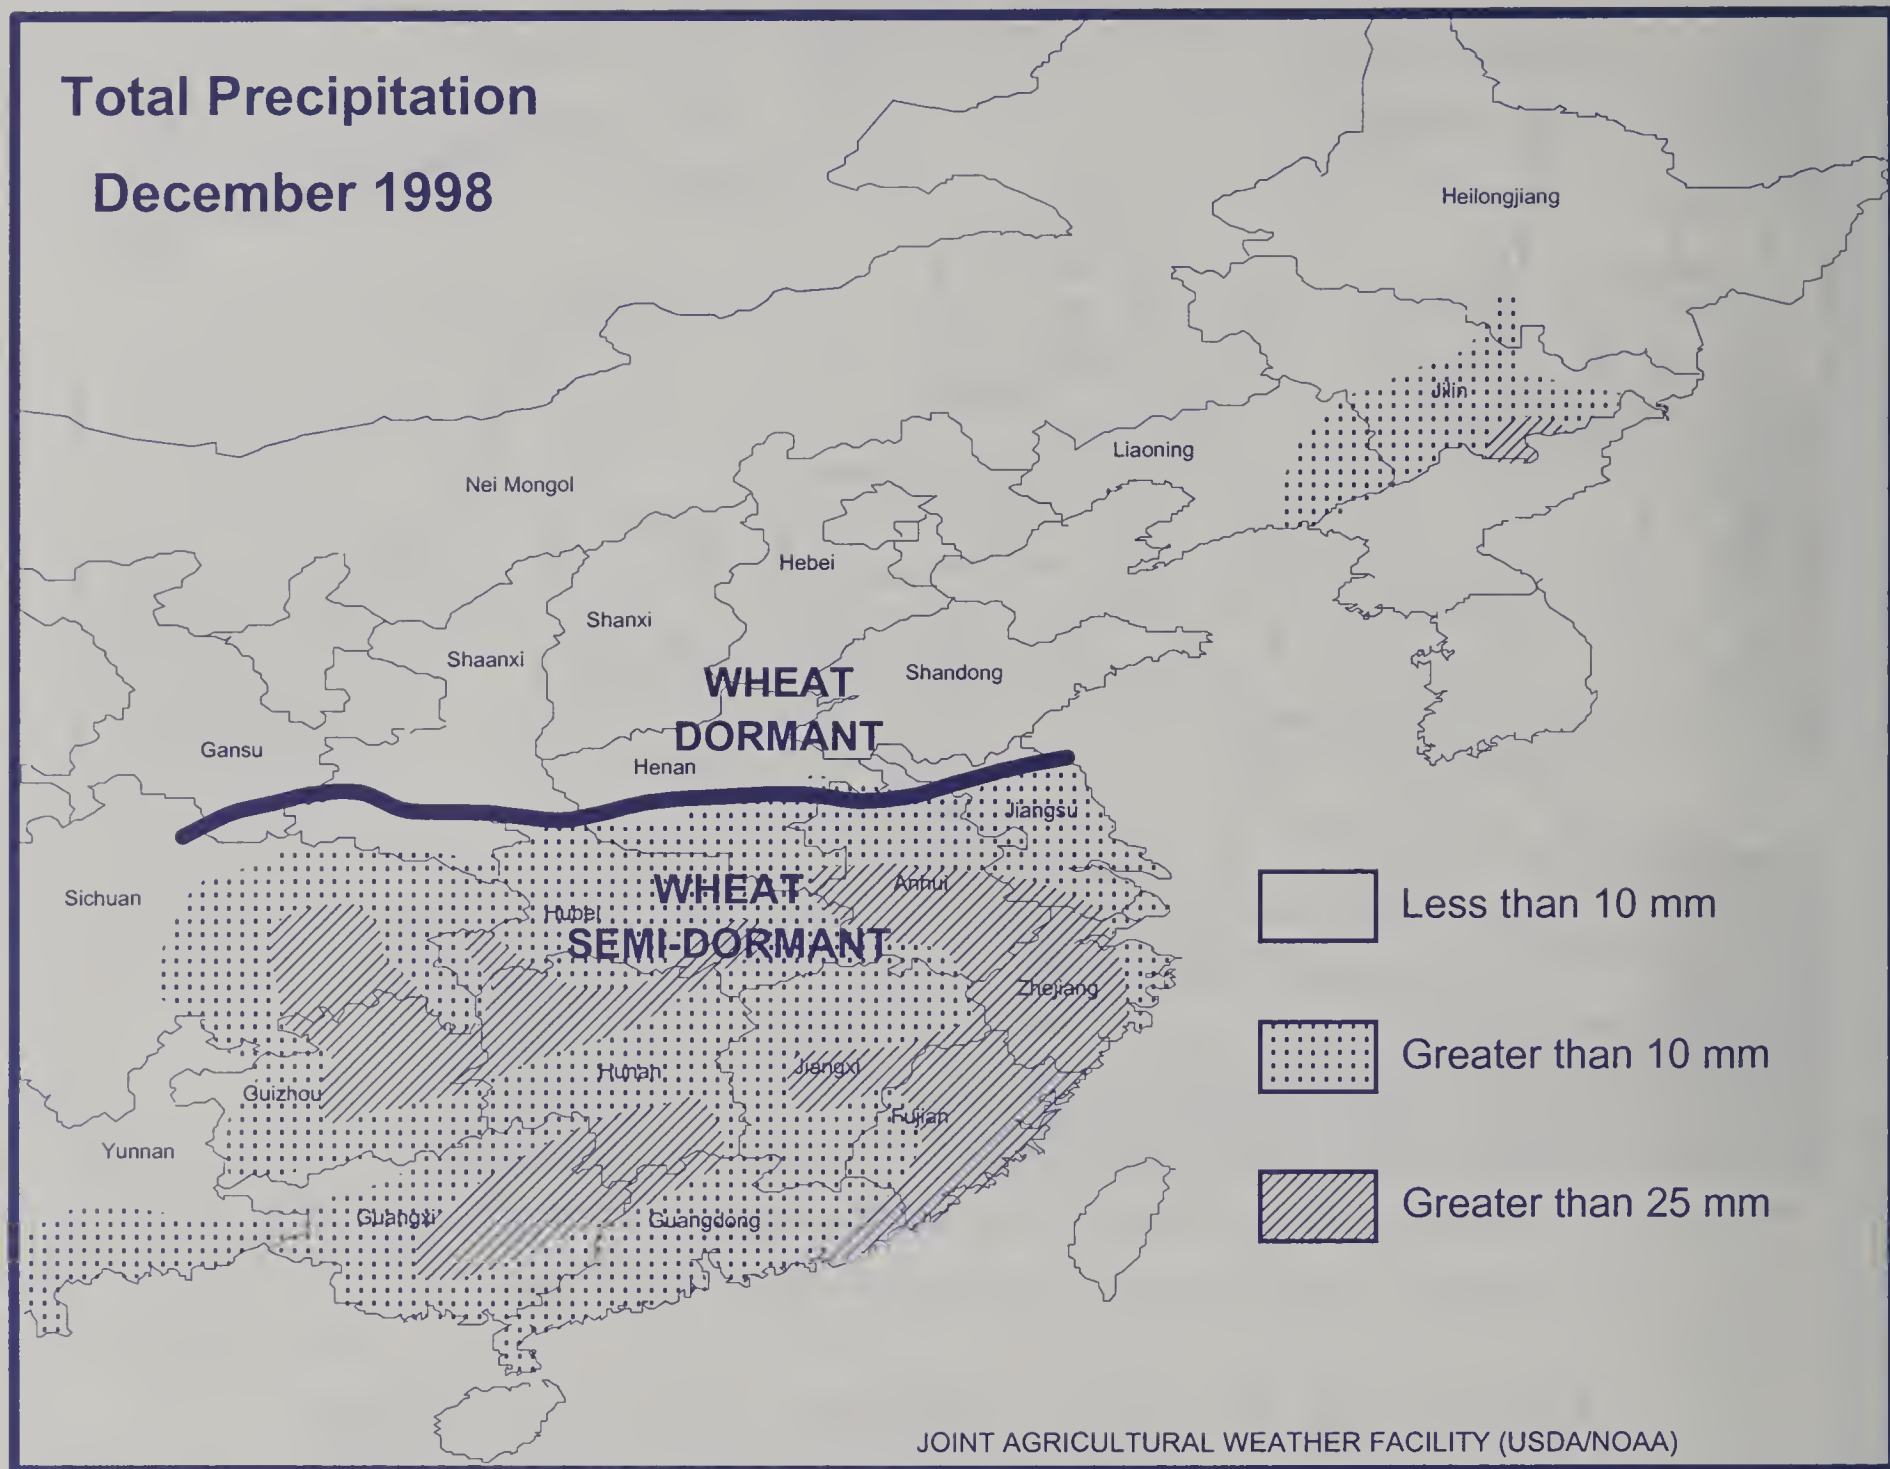 Total Precipitation
December 1998
Heilongjiang
Jilin
Liaoning
Nei Mongol
Hebei
Shanxi
Shaanxi
Shandong
WHEAT
DORMANT
Gansu
Henan
Jiangsu
Sichuan
WHEAT
SEMI-DORMANT
Anhui
Hubei
Zhejiang
Hunan
Jiangxi
Guizhou
Fujian
Yunnan
Guangxi
Guangdong
Less than 10 mm
Greater than 10 mm
Greater than 25 mm
JOINT AGRICULTURAL WEATHER FACILITY (USDA/NOAA)